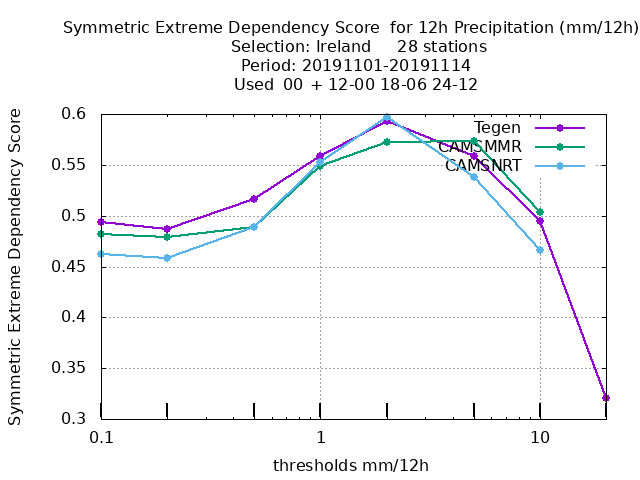 Symmetric Extreme Dependency Score  for 12h Precipitation (mm/12h)
Selection: Ireland     28 stations
Period: 20191101-20191114
Used  00  + 12-00 18-06 24-12
Symmetric Extreme Dependency Score
0.6
0.55
0.5
0.45
0.4
0.35
0.3
Tegen
CAMSMMR
CAMSNRT
0.1
1
10
thresholds mm/12h